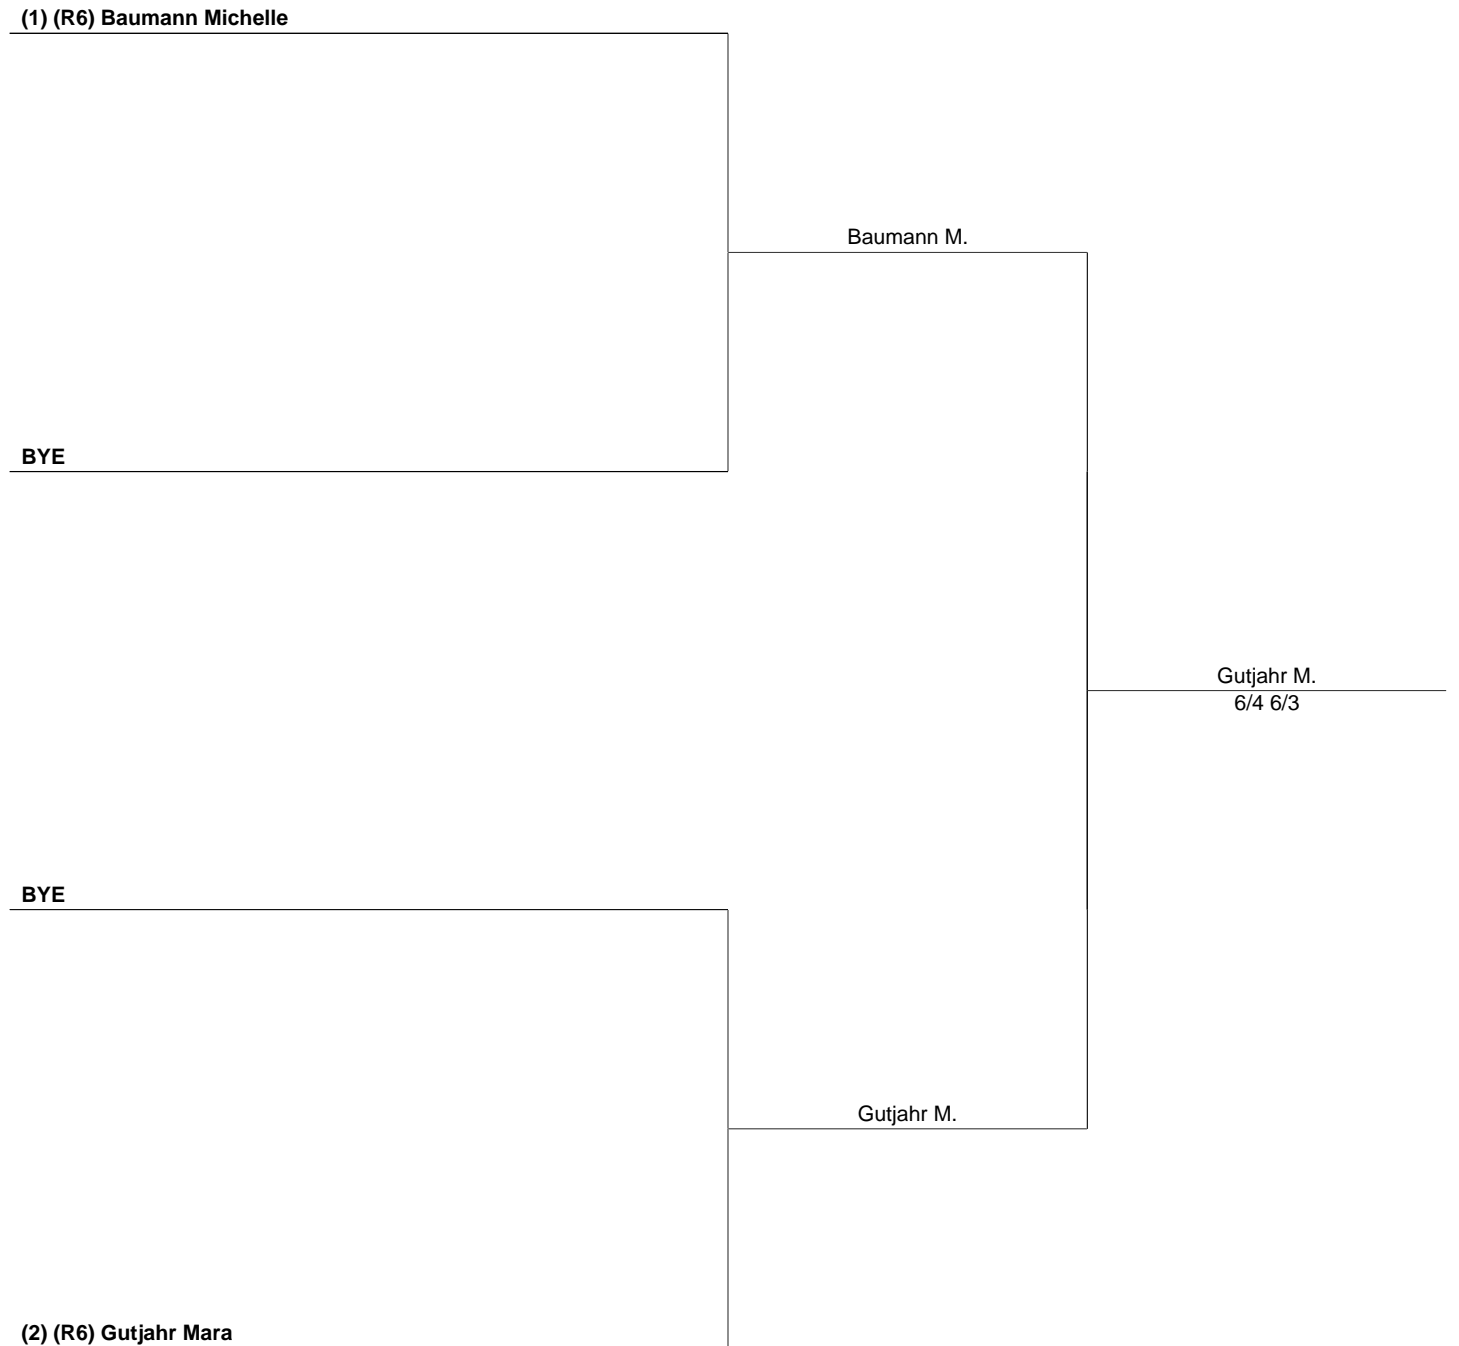 (1) (R6) Baumann Michelle
Baumann M.
BYE
Gutjahr M.
6/4 6/3
BYE
Gutjahr M.
(2) (R6) Gutjahr Mara